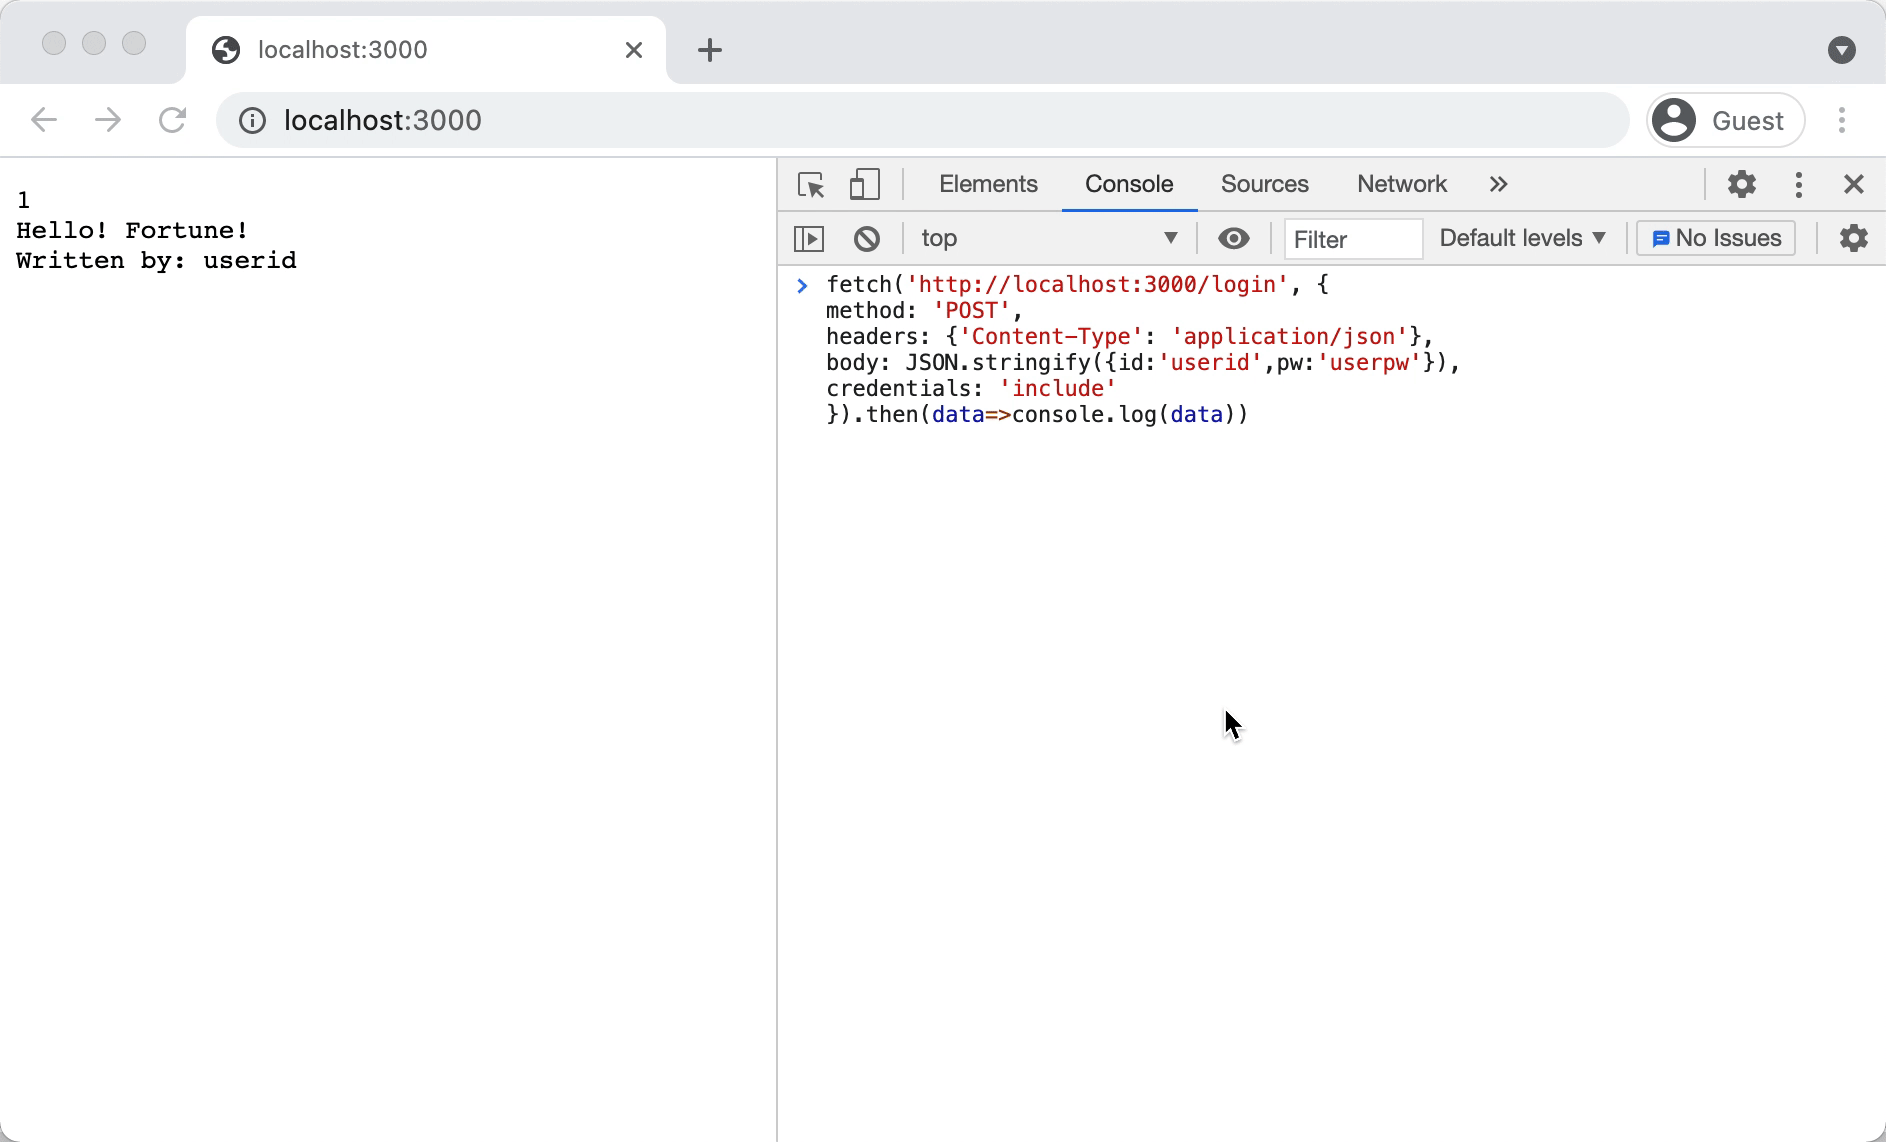 localhost:3000
localhost:3000
Guest
1
Hello! Fortune!
Written by: userid
Elements Console Sources Network
top Filter Default levels No Issues
fetch('http://localhost:3000/login', {
method: 'POST',
headers: {'Content-Type': 'application/json'},
body: JSON.stringify({id:'userid',pw:'userpw'}),
credentials: 'include'
}).then(data=>console.log(data))